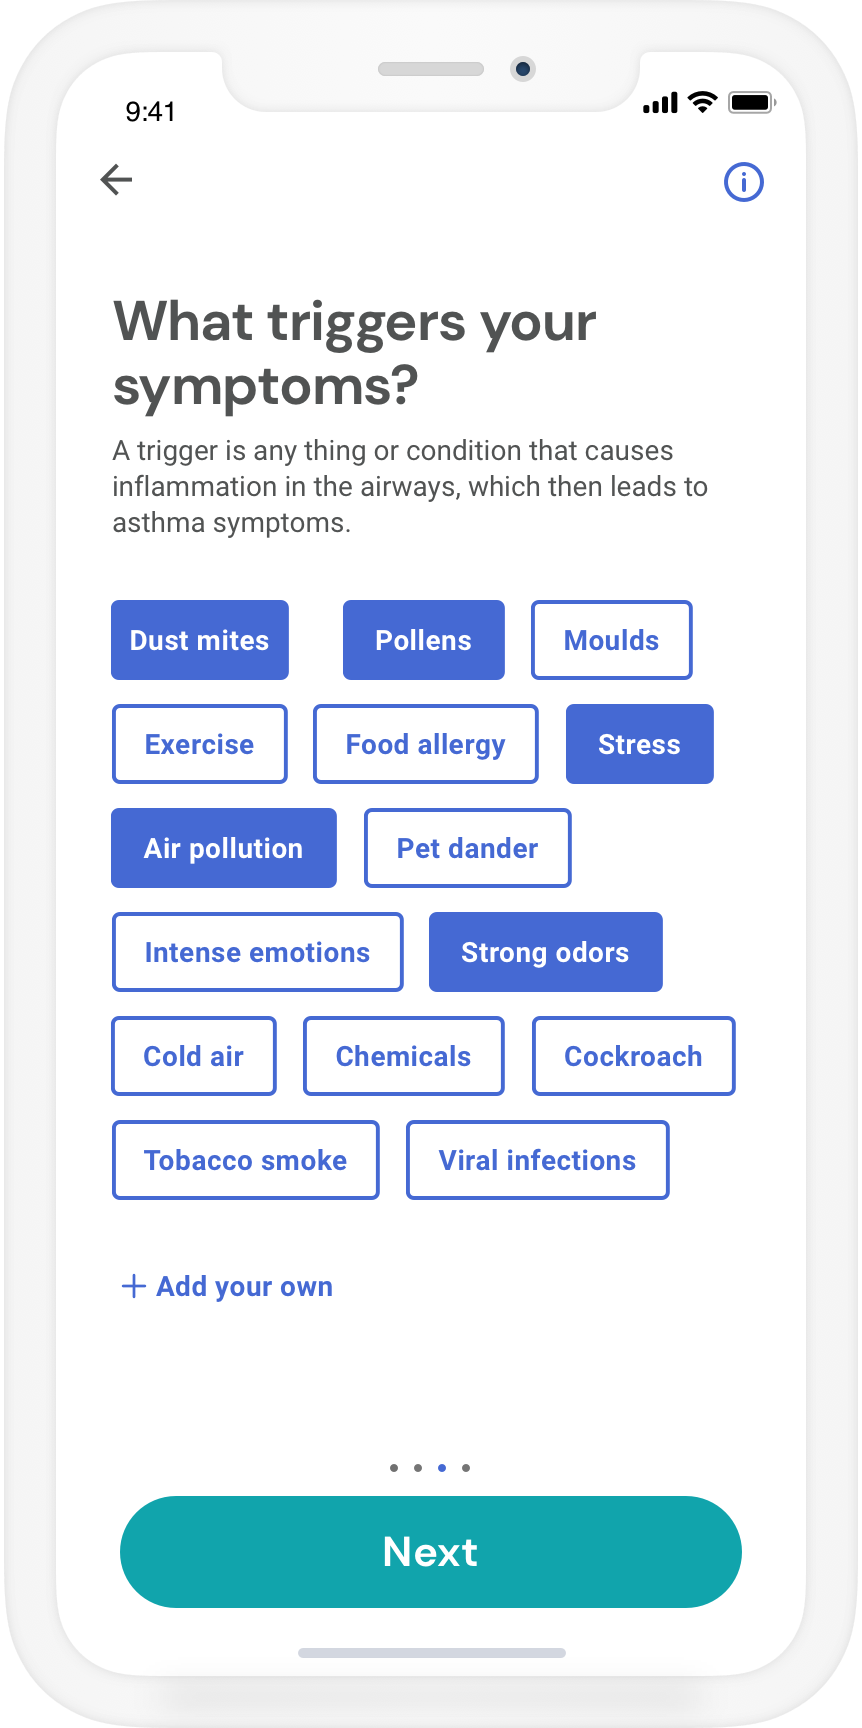 9:41
What triggers your
symptoms?
A trigger is any thing or condition that causes
inflammation in the airways, which then leads to
asthma symptoms.
Dust mites Pollens Moulds
Exercise Food allergy Stress
Air pollution Pet dander
Intense emotions Strong odors
Cold air Chemicals Cockroach
Tobacco smoke Viral infections
+ Add your own
Next